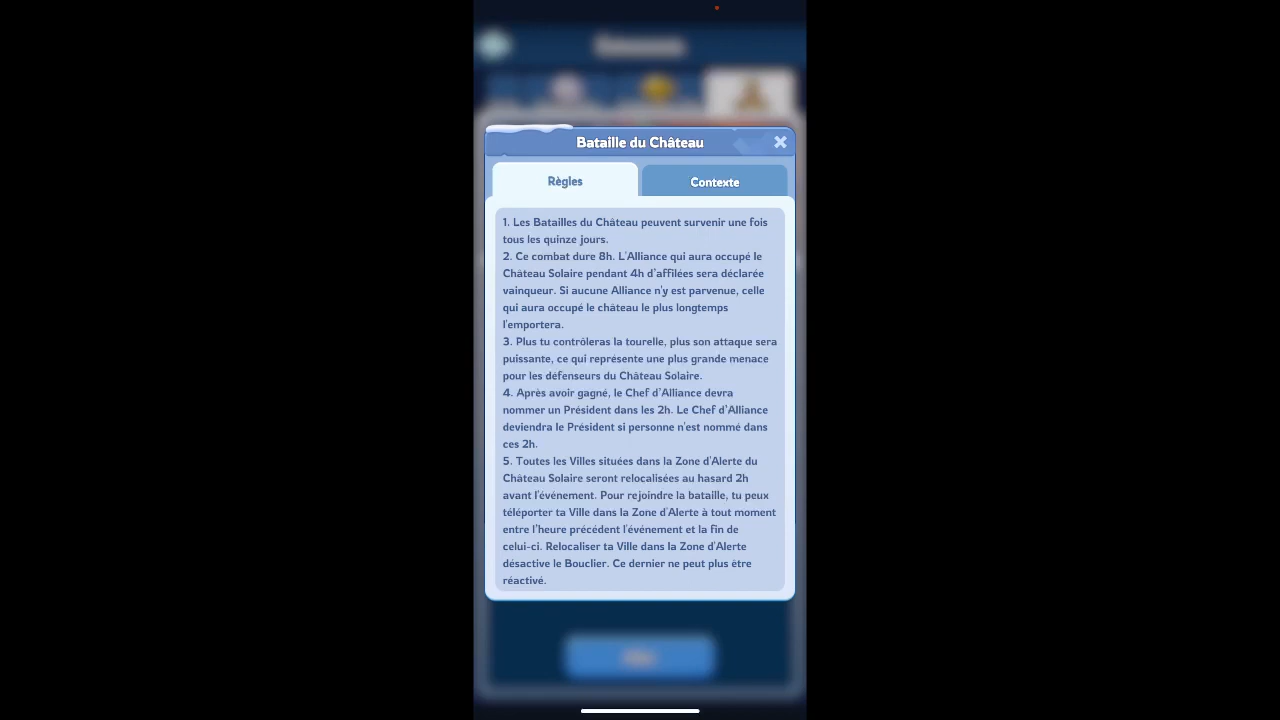 Bataille du Château
Règles
Contexte
1. Les Batailles du Château peuvent survenir une fois
tous les quinze jours.
2. Ce combat dure 8h. L'Alliance qui aura occupé le
Château Solaire pendant 4h d'affilées sera déclarée
vainqueur. Si aucune Alliance n'y est parvenue, celle
qui aura occupé le château le plus longtemps
l'emportera.
3. Plus tu contrôleras la tourelle, plus son attaque sera
puissante, ce qui représente une plus grande menace
pour les défenseurs du Château Solaire.
4. Après avoir gagné, le Chef d'Alliance devra
nommer un Président dans les 2h. Le Chef d'Alliance
deviendra le Président si personne n'est nommé dans
ces 2h.
5. Toutes les Villes situées dans la Zone d'Alerte du
Château Solaire seront relocalisées au hasard 2h
avant l'événement. Pour rejoindre la bataille, tu peux
téléporter ta Ville dans la Zone d'Alerte à tout moment
entre l'heure précédent l'événement et la fin de
celui-ci. Relocaliser ta Ville dans la Zone d'Alerte
désactive le Bouclier. Ce dernier ne peut plus être
réactivé.